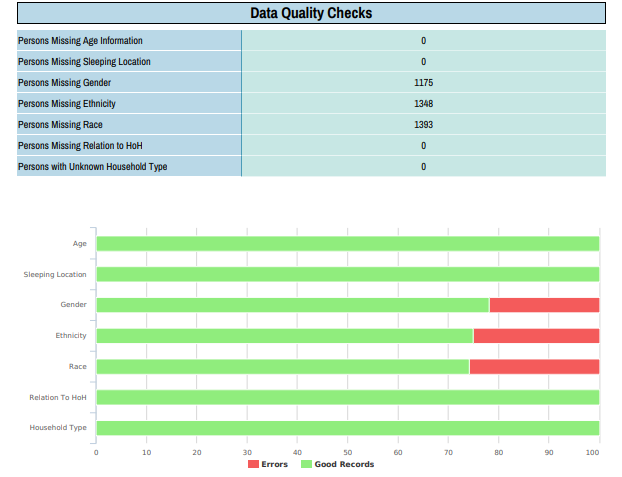 Data Quality Checks
Persons Missing Age Information 0
Persons Missing Sleeping Location 0
Persons Missing Gender 1175
Persons Missing Ethnicity 1348
Persons Missing Race 1393
Persons Missing Relation to HoH 0
Persons with Unknown Household Type 0
Age
Sleeping Location
Gender
Ethnicity
Race
Relation To HoH
Household Type
0 10 20 30 40 50 60 70 80 90 100
Errors Good Records